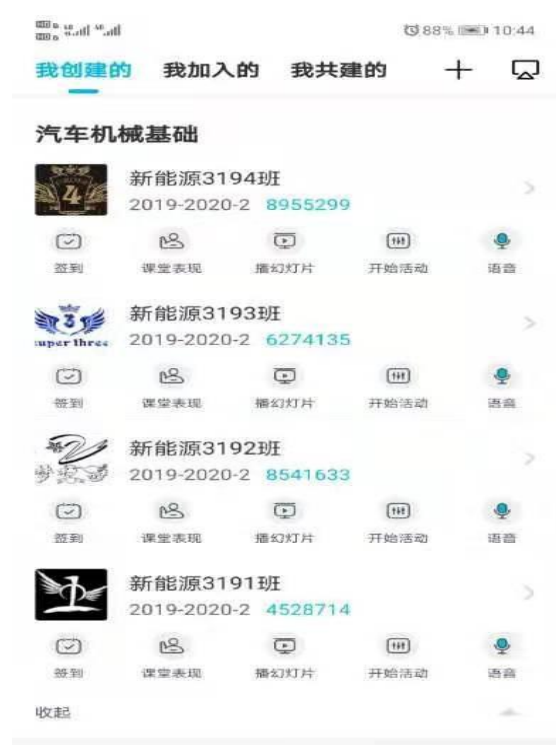 88% 10:44
我创建的 我加入的 我共建的
汽车机械基础
4
新能源3194班
2019-2020-2 8955299
签到 课堂表现 播幻灯片 开始活动 语音
3
super three
新能源3193班
2019-2020-2 6274135
签到 课堂表现 播幻灯片 开始活动 语音
新能源3192班
2019-2020-2 8541633
签到 课堂表现 播幻灯片 开始活动 语音
新能源3191班
2019-2020-2 4528714
签到 课堂表现 播幻灯片 开始活动 语音
收起